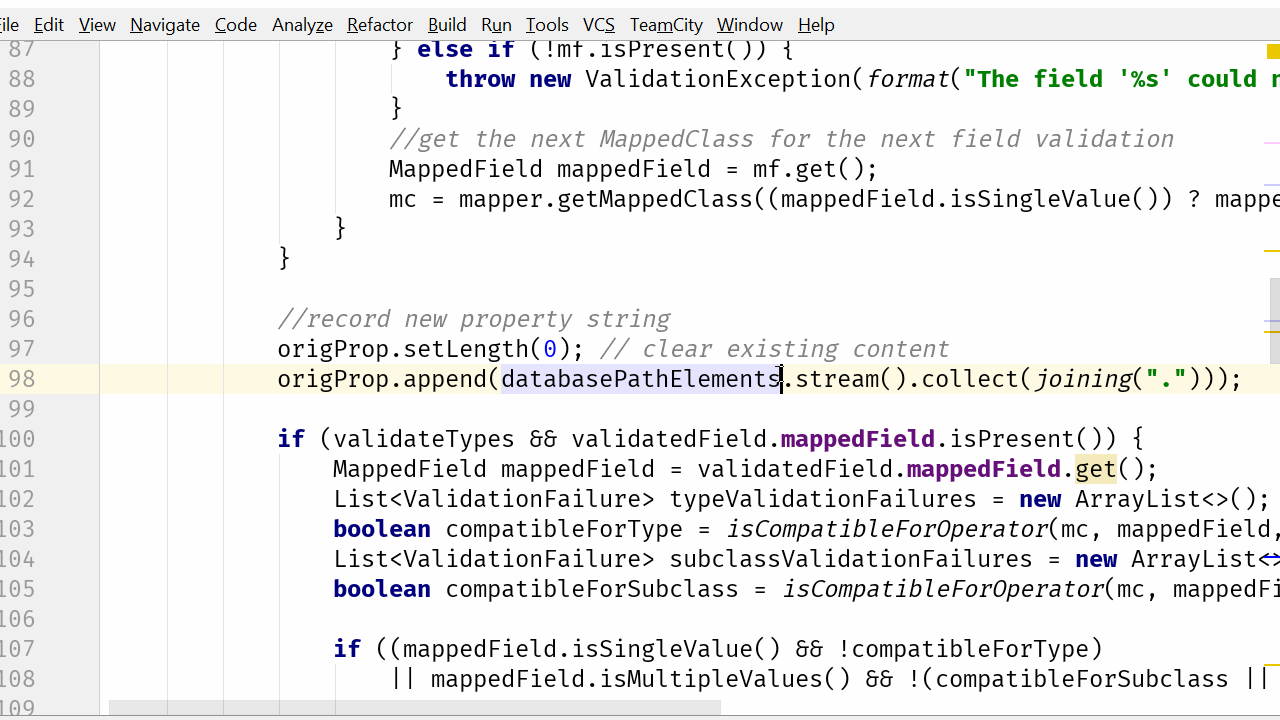 ile Edit View Navigate Code Analyze Refactor Build Run Tools VCS TeamCity Window Help
87 } else if (!mf.isPresent()) {
88 throw new ValidationException(format("The field '%s' could n
89 }
90 //get the next MappedClass for the next field validation
91 MappedField mappedField = mf.get();
92 mc = mapper.getMappedClass((mappedField.isSingleValue()) ? mappe
93 }
94 }
95
96 //record new property string
97 origProp.setLength(0); // clear existing content
98 origProp.append(databasePathElements.stream().collect(joining(".")));
99
100 if (validateTypes && validatedField.mappedField.isPresent()) {
101 MappedField mappedField = validatedField.mappedField.get();
102 List<ValidationFailure> typeValidationFailures = new ArrayList<>();
103 boolean compatibleForType = isCompatibleForOperator(mc, mappedField,
104 List<ValidationFailure> subclassValidationFailures = new ArrayList<>
105 boolean compatibleForSubclass = isCompatibleForOperator(mc, mappedFi
106
107 if ((mappedField.isSingleValue() && !compatibleForType)
108 || mappedField.isMultipleValues() && !(compatibleForSubclass ||
109